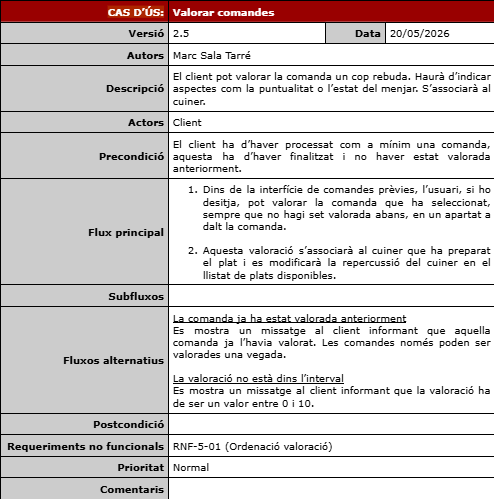 CAS D'ÚS: Valorar comandes
Versió 2.5 Data 20/05/2026
Autors Marc Sala Tarré
Descripció El client pot valorar la comanda un cop rebuda. Haurà d'indicar
aspectes com la puntualitat o l'estat del menjar. S'associarà al
cuiner.
Actors Client
Precondició El client ha d'haver processat com a mínim una comanda,
aquesta ha d'haver finalitzat i no haver estat valorada
anteriorment.
Flux principal
1. Dins de la interfície de comandes prèvies, l'usuari, si ho
desitja, pot valorar la comanda que ha seleccionat,
sempre que no hagi set valorada abans, en un apartat a
dalt la comanda.
2. Aquesta valoració s'associarà al cuiner que ha preparat
el plat i es modificarà la repercussió del cuiner en el
llistat de plats disponibles.
Subfluxos
Fluxos alternatius
La comanda ja ha estat valorada anteriorment
Es mostra un missatge al client informant que aquella
comanda ja l'havia valorat. Les comandes només poden ser
valorades una vegada.
La valoració no està dins l'interval
Es mostra un missatge al client informant que la valoració ha
de ser un valor entre 0 i 10.
Postcondició
Requeriments no funcionals RNF-5-01 (Ordenació valoració)
Prioritat Normal
Comentaris